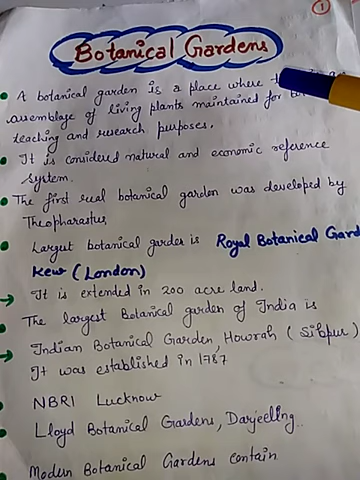 1
Botanical Gardens
A botanical garden is a place where
assemblage of living plants maintained for
teaching and research purposes.
It is considered natural and economic reference
system.
The first real botanical garden was developed by
Theopharastus
Largest botanical garden is Royal Botanical Gard
Kew (London)
It is extended in 200 acre land.
The largest Botanical garden of India is
Indian Botanical Garden, Howrah (Sibpur)
It was established in 1787
NBRI Lucknow
Lloyd Botanical Gardens, Darjeeling.
Modern Botanical Gardens contain